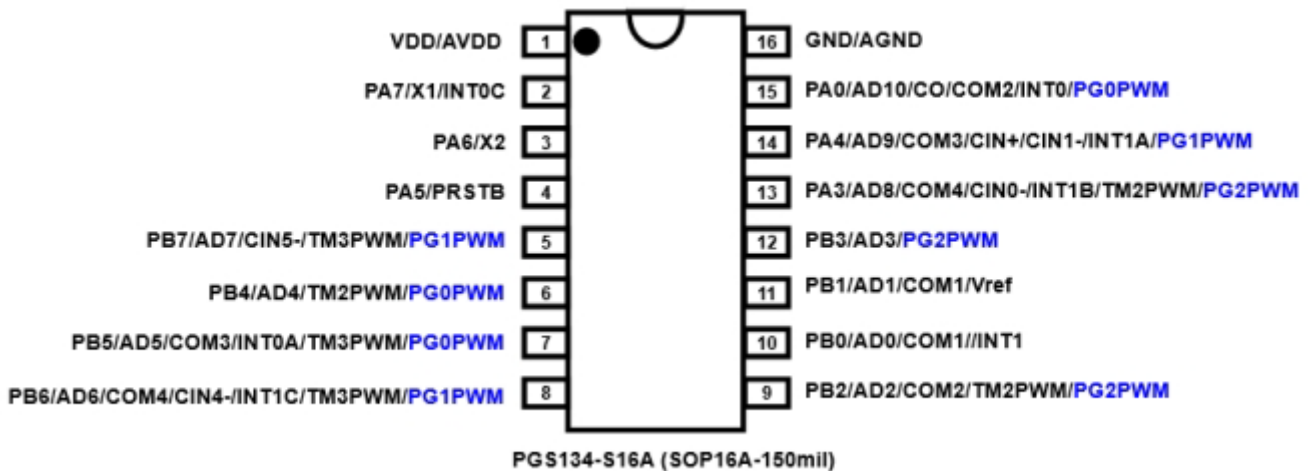 VDD/AVDD 1 16 GND/AGND
PA7/X1/INT0C 2 15 PA0/AD10/CO/COM2/INT0/PG0PWM
PA6/X2 3 14 PA4/AD9/COM3/CIN+/CIN1-/INT1A/PG1PWM
PA5/PRSTB 4 13 PA3/AD8/COM4/CIN0-/INT1B/TM2PWM/PG2PWM
PB7/AD7/CIN5-/TM3PWM/PG1PWM 5 12 PB3/AD3/PG2PWM
PB4/AD4/TM2PWM/PG0PWM 6 11 PB1/AD1/COM1/Vref
PB5/AD5/COM3/INT0A/TM3PWM/PG0PWM 7 10 PB0/AD0/COM1//INT1
PB6/AD6/COM4/CIN4-/INT1C/TM3PWM/PG1PWM 8 9 PB2/AD2/COM2/TM2PWM/PG2PWM
PGS134-S16A (SOP16A-150mil)